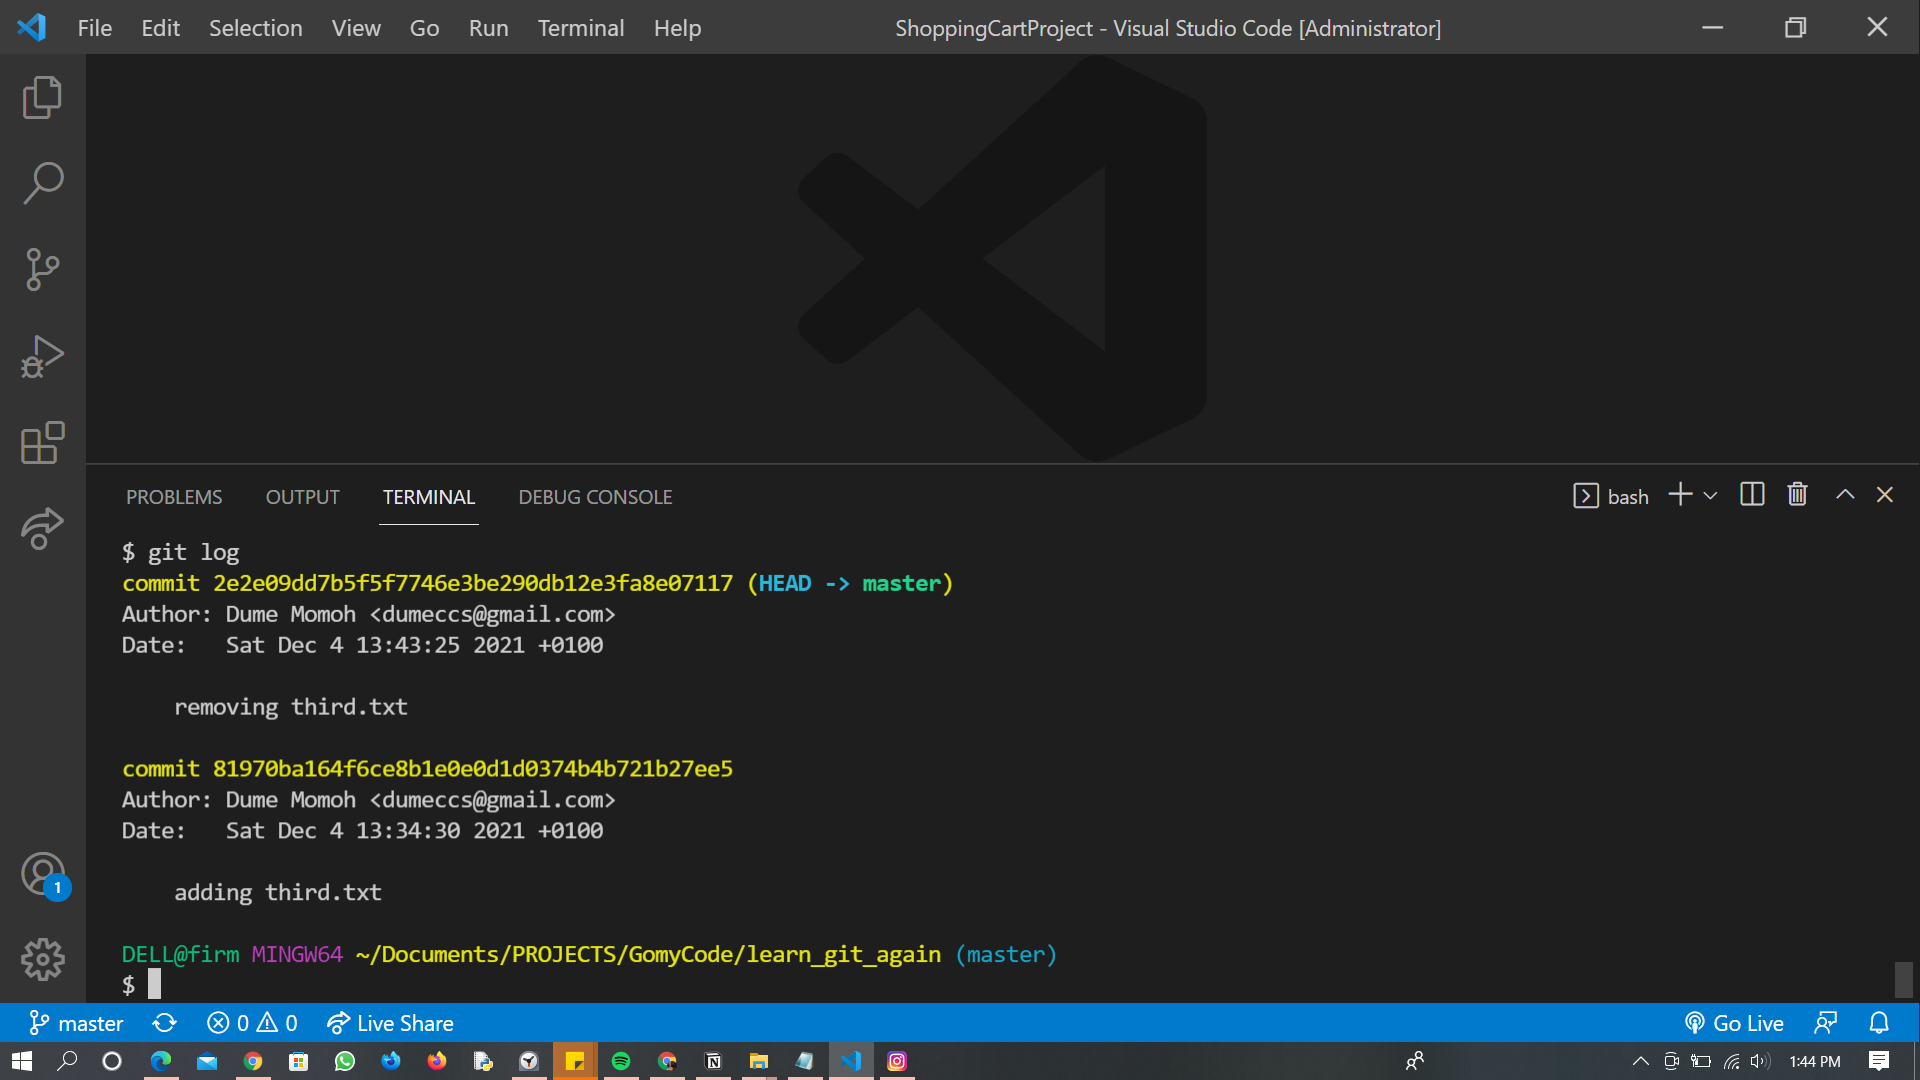 File Edit Selection View Go Run Terminal Help ShoppingCartProject - Visual Studio Code [Administrator]
PROBLEMS OUTPUT TERMINAL DEBUG CONSOLE bash
$ git log
commit 2e2e09dd7b5f5f7746e3be290db12e3fa8e07117 (HEAD -> master)
Author: Dume Momoh <dumeccs@gmail.com>
Date:   Sat Dec 4 13:43:25 2021 +0100
removing third.txt
commit 81970ba164f6ce8b1e0e0d1d0374b4b721b27ee5
Author: Dume Momoh <dumeccs@gmail.com>
Date:   Sat Dec 4 13:34:30 2021 +0100
adding third.txt
1
DELL@firm MINGW64 ~/Documents/PROJECTS/GomyCode/learn_git_again (master)
$
master 0 0 Live Share Go Live
1:44 PM